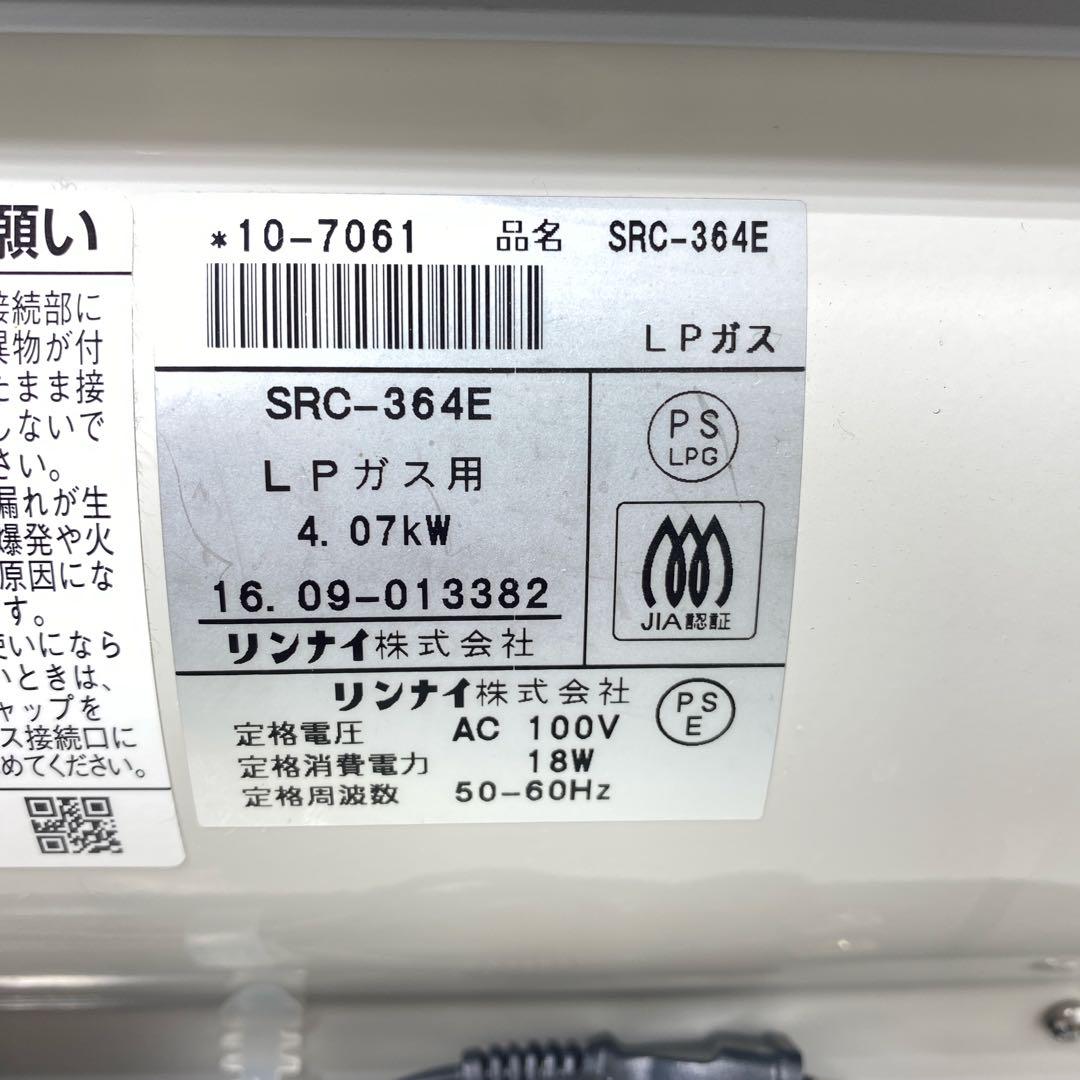 願い
接続部に
異物が付
たまま接
しないで
さい。
漏れが生
爆発や火
原因にな
す。
使いになら
いときは、
ャップを
ス接続口に
めてください。
*10-7061 品名 SRC-364E
LPガス
SRC-364E
LPガス用
4.07kW
16.09-013382
リンナイ株式会社
PS
LPG
JIA認証
リンナイ株式会社
PS
E
定格電圧 AC 100V
定格消費電力 18W
定格周波数 50-60Hz